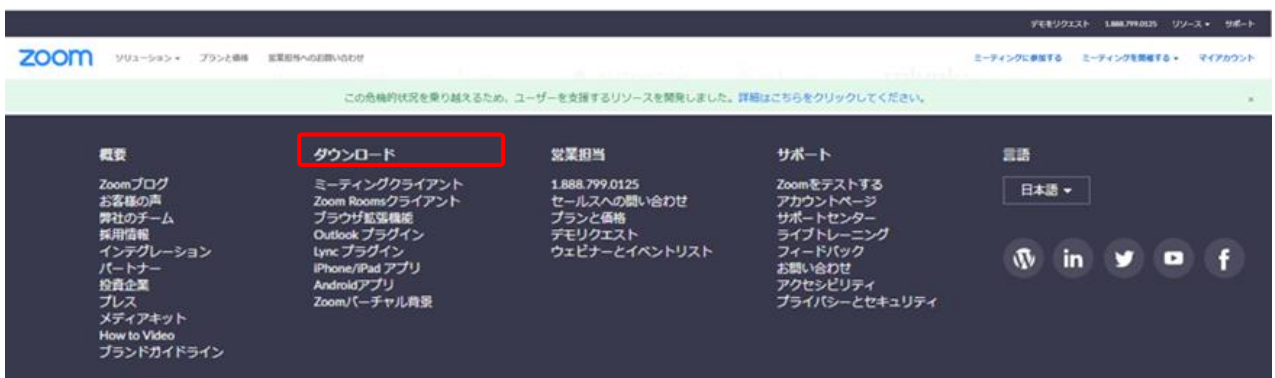 デモをリクエスト 1.888.799.0125 リソース サポート
zoom ソリューション プランと価格 営業担当へのお問い合わせ ミーティングに参加する ミーティングを開催する マイアカウント
この危機的状況を乗り越えるため、ユーザーを支援するリソースを開発しました。詳細はこちらをクリックしてください。 ×
概要
Zoomブログ
お客様の声
弊社のチーム
採用情報
インテグレーション
パートナー
投資企業
プレス
メディアキット
How to Video
ブランドガイドライン
ダウンロード
ミーティングクライアント
Zoom Roomsクライアント
ブラウザ拡張機能
Outlook プラグイン
Lync プラグイン
iPhone/iPad アプリ
Androidアプリ
Zoomバーチャル背景
営業担当
1.888.799.0125
セールスへの問い合わせ
プランと価格
デモリクエスト
ウェビナーとイベントリスト
サポート
Zoomをテストする
アカウントページ
サポートセンター
ライブトレーニング
フィードバック
お問い合わせ
アクセシビリティ
プライバシーとセキュリティ
言語
日本語